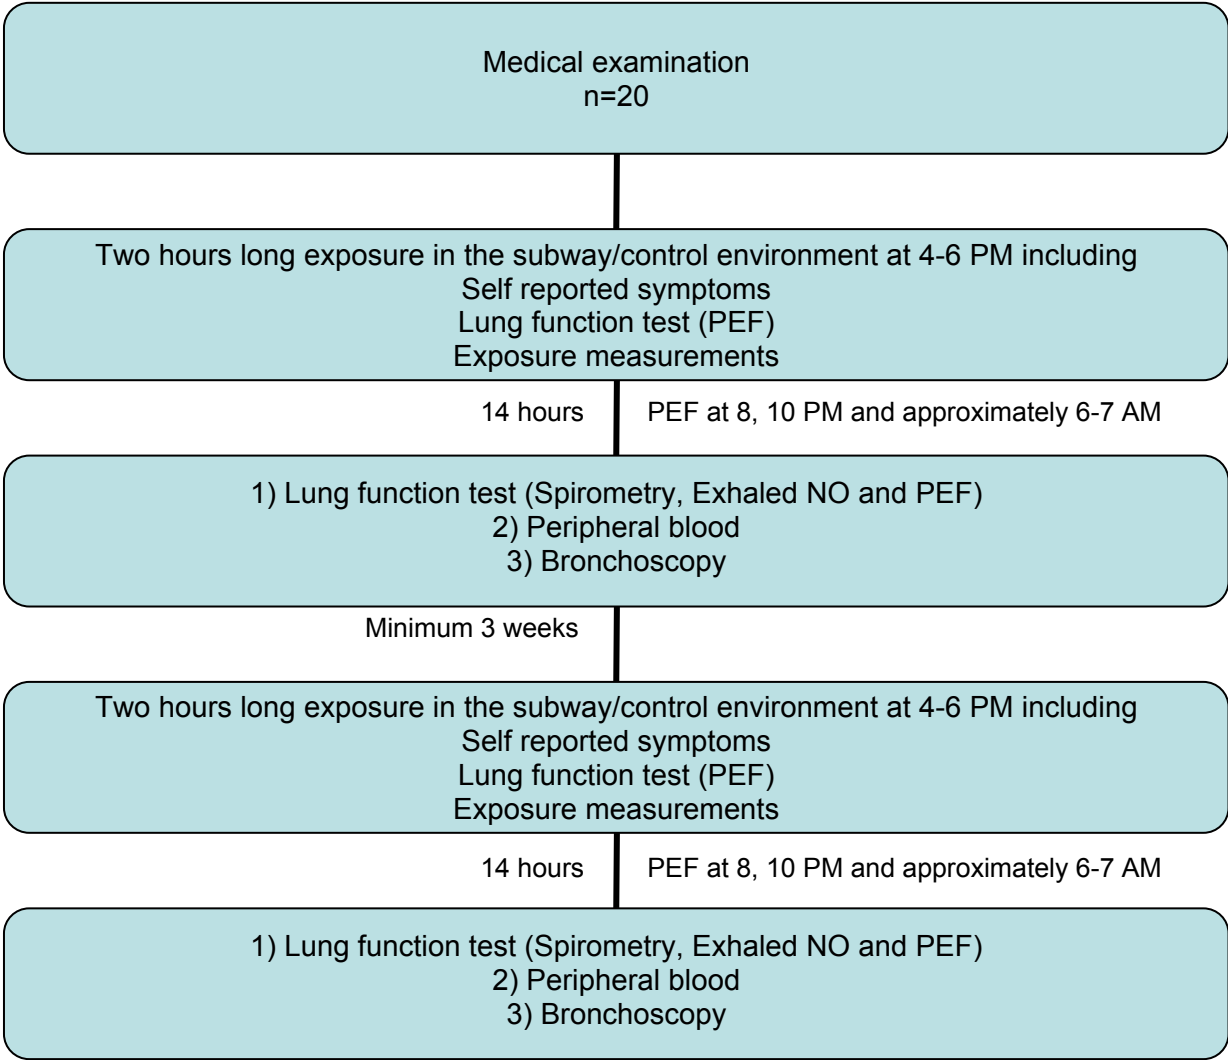 Medical examination
n=20
Two hours long exposure in the subway/control environment at 4-6 PM including
Self reported symptoms
Lung function test (PEF)
Exposure measurements
14 hours PEF at 8, 10 PM and approximately 6-7 AM
1) Lung function test (Spirometry, Exhaled NO and PEF)
2) Peripheral blood
3) Bronchoscopy
Minimum 3 weeks
Two hours long exposure in the subway/control environment at 4-6 PM including
Self reported symptoms
Lung function test (PEF)
Exposure measurements
14 hours PEF at 8, 10 PM and approximately 6-7 AM
1) Lung function test (Spirometry, Exhaled NO and PEF)
2) Peripheral blood
3) Bronchoscopy